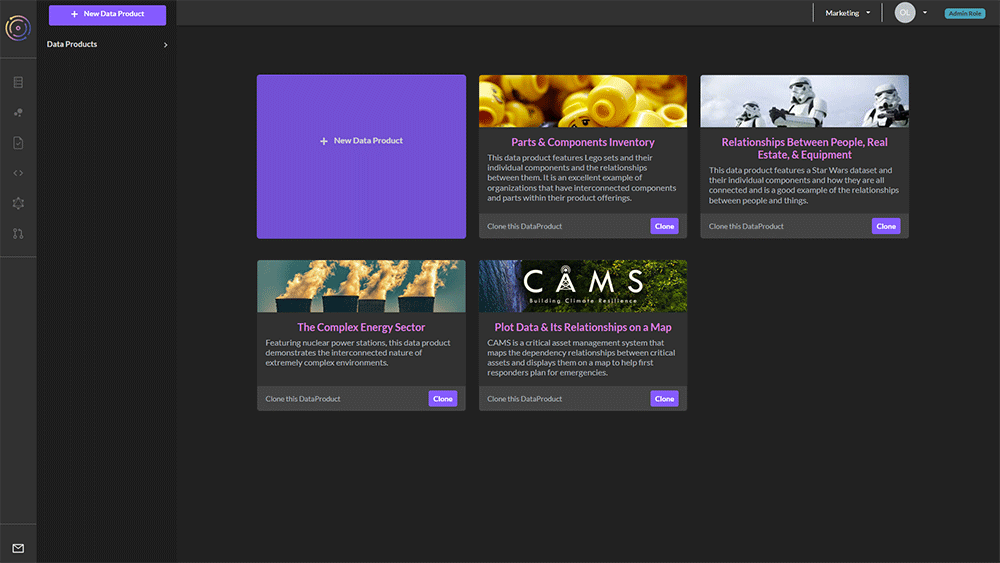 + New Data Product
Marketing
OL
Admin Role
Data Products
+ New Data Product
Parts & Components Inventory
This data product features Lego sets and their
individual components and the relationships
between them. It is an excellent example of
organizations that have interconnected components
and parts within their product offerings.
Clone this DataProduct
Clone
Relationships Between People, Real
Estate, & Equipment
This data product features a Star Wars dataset and
their individual components and how they are all
connected and is a good example of the relationships
between people and things.
Clone this DataProduct
Clone
The Complex Energy Sector
Featuring nuclear power stations, this data product
demonstrates the interconnected nature of
extremely complex environments.
Clone this DataProduct
Clone
CAMS
Building Climate Resilience
Plot Data & Its Relationships on a Map
CAMS is a critical asset management system that
maps the dependency relationships between critical
assets and displays them on a map to help first
responders plan for emergencies.
Clone this DataProduct
Clone